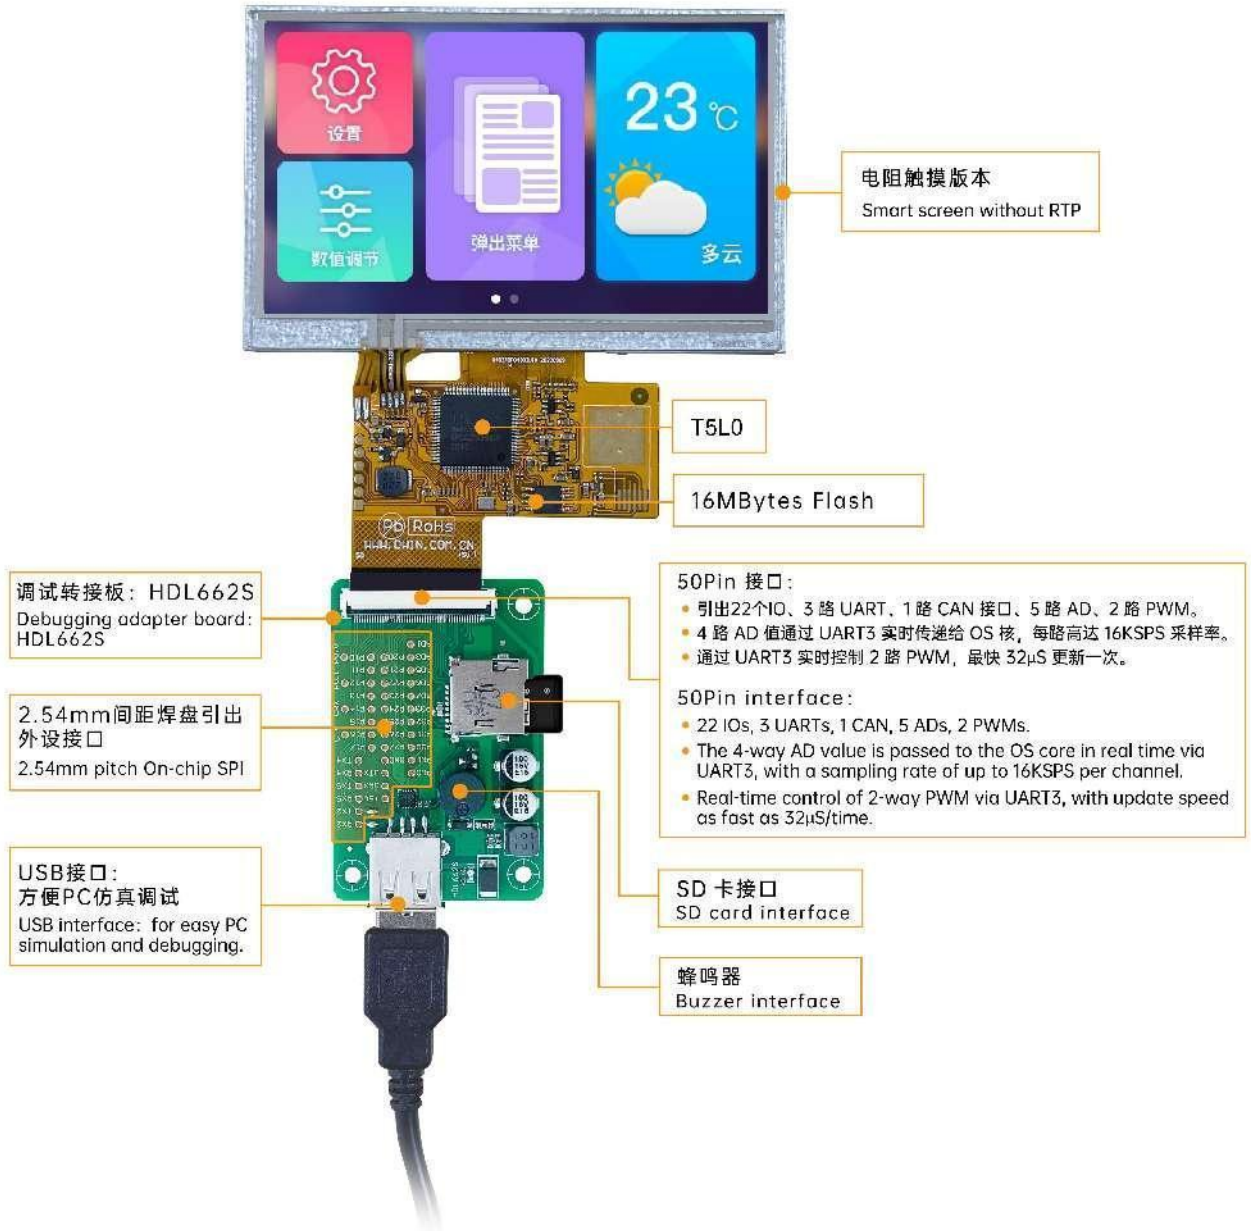 设置
数值调节
弹出菜单
23℃
多云
电阻触摸版本
Smart screen without RTP
T5L0
16MBytes Flash
Pb RoHs
WWW.DWIN.COM.CN
调试转接板：HDL662S
Debugging adapter board:
HDL662S
2.54mm间距焊盘引出
外设接口
2.54mm pitch On-chip SPI
USB接口：
方便PC仿真调试
USB interface: for easy PC
simulation and debugging.
50Pin 接口：
• 引出22个IO、3 路 UART、1 路 CAN 接口、5 路 AD、2 路 PWM。
• 4 路 AD 值通过 UART3 实时传递给 OS 核，每路高达 16KSPS 采样率。
• 通过 UART3 实时控制 2 路 PWM，最快 32μS 更新一次。
50Pin interface:
• 22 IOs, 3 UARTs, 1 CAN, 5 ADs, 2 PWMs.
• The 4-way AD value is passed to the OS core in real time via
UART3, with a sampling rate of up to 16KSPS per channel.
• Real-time control of 2-way PWM via UART3, with update speed
as fast as 32μS/time.
SD 卡接口
SD card interface
蜂鸣器
Buzzer interface
HDL662S